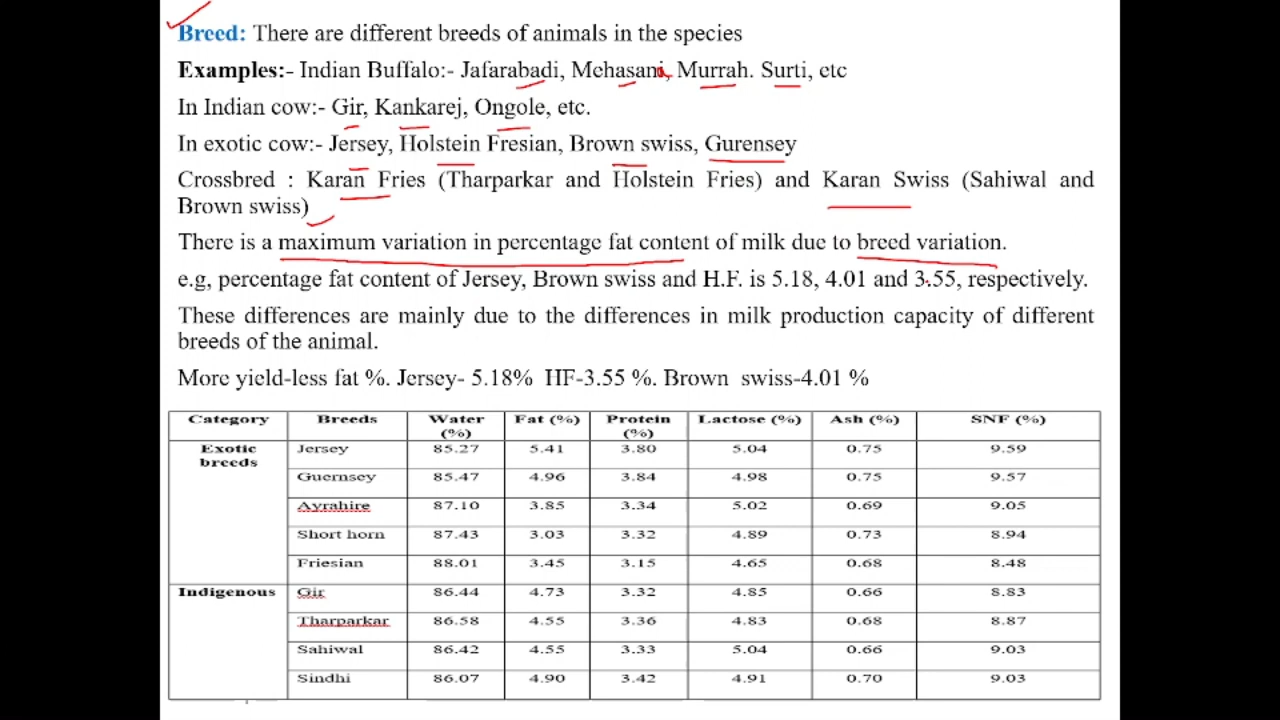 Breed: There are different breeds of animals in the species
Examples:- Indian Buffalo:- Jafarabadi, Mehasani, Murrah. Surti, etc
In Indian cow:- Gir, Kankarej, Ongole, etc.
In exotic cow:- Jersey, Holstein Fresian, Brown swiss, Gurensey
Crossbred : Karan Fries (Tharparkar and Holstein Fries) and Karan Swiss (Sahiwal and
Brown swiss)
There is a maximum variation in percentage fat content of milk due to breed variation.
e.g, percentage fat content of Jersey, Brown swiss and H.F. is 5.18, 4.01 and 3.55, respectively.
These differences are mainly due to the differences in milk production capacity of different
breeds of the animal.
More yield-less fat %. Jersey- 5.18% HF-3.55 %. Brown swiss-4.01 %
Category Breeds Water (%) Fat (%) Protein (%) Lactose (%) Ash (%) SNF (%)
Exotic breeds Jersey 85.27 5.41 3.80 5.04 0.75 9.59
Guernsey 85.47 4.96 3.84 4.98 0.75 9.57
Ayrahire 87.10 3.85 3.34 5.02 0.69 9.05
Short horn 87.43 3.03 3.32 4.89 0.73 8.94
Friesian 88.01 3.45 3.15 4.65 0.68 8.48
Indigenous Gir 86.44 4.73 3.32 4.85 0.66 8.83
Tharparkar 86.58 4.55 3.36 4.83 0.68 8.87
Sahiwal 86.42 4.55 3.33 5.04 0.66 9.03
Sindhi 86.07 4.90 3.42 4.91 0.70 9.03